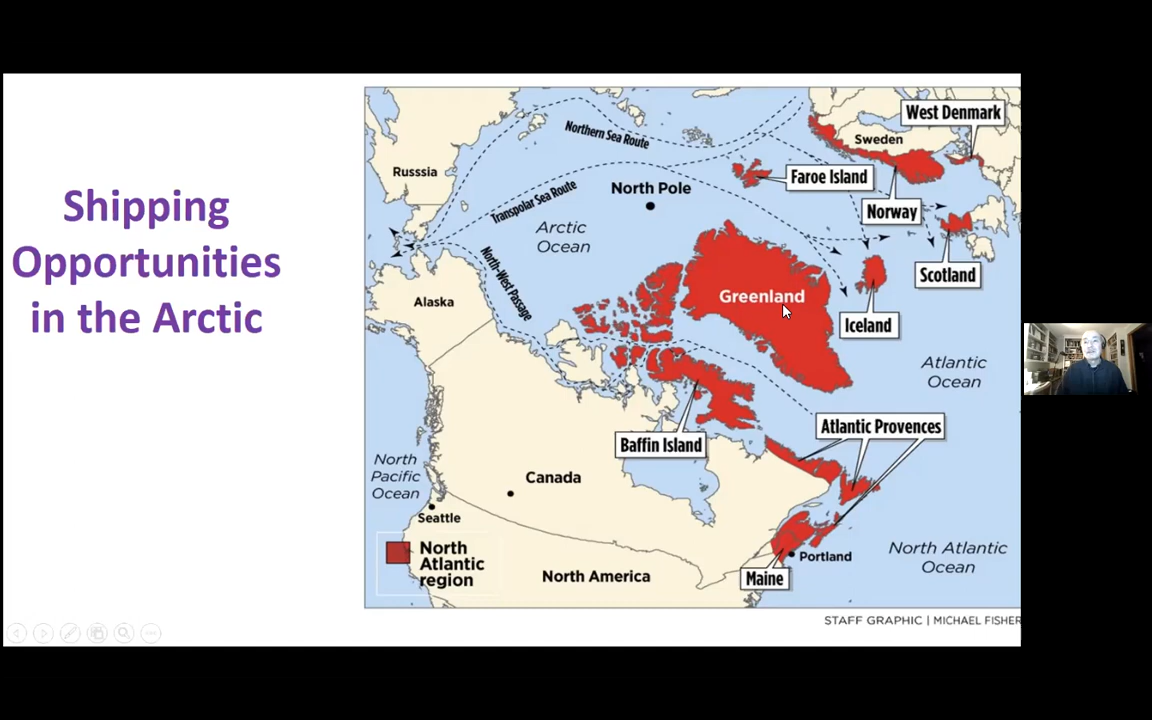 Shipping
Opportunities
in the Arctic
West Denmark
Northern Sea Route
Sweden
Russsia
Faroe Island
Transpolar Sea Route
North Pole
Norway
Arctic
Ocean
North-West Passage
Scotland
Alaska
Greenland
Iceland
Atlantic
Ocean
Atlantic Provences
Baffin Island
North
Pacific
Ocean
Canada
Seattle
North
Atlantic
region
North America
Portland
Maine
North Atlantic
Ocean
STAFF GRAPHIC | MICHAEL FISHER